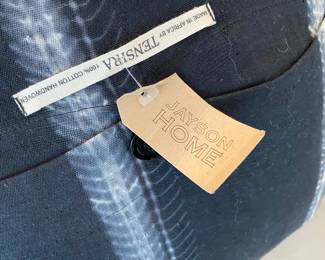 MADE IN AFRICA BY
TENSIRA
100% COTTON HANDWOVEN
JAYSON
HOME